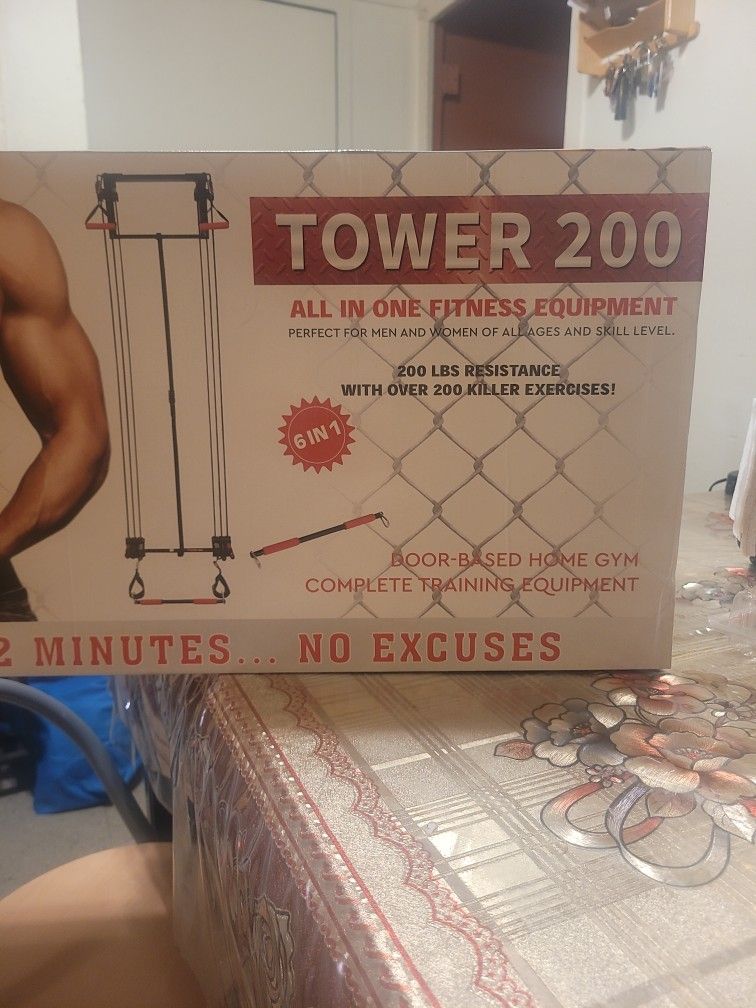 TOWER 200
ALL IN ONE FITNESS EQUIPMENT
PERFECT FOR MEN AND WOMEN OF ALL AGES AND SKILL LEVEL.
200 LBS RESISTANCE
WITH OVER 200 KILLER EXERCISES!
6 IN 1
DOOR-BASED HOME GYM
COMPLETE TRAINING EQUIPMENT
2 MINUTES... NO EXCUSES